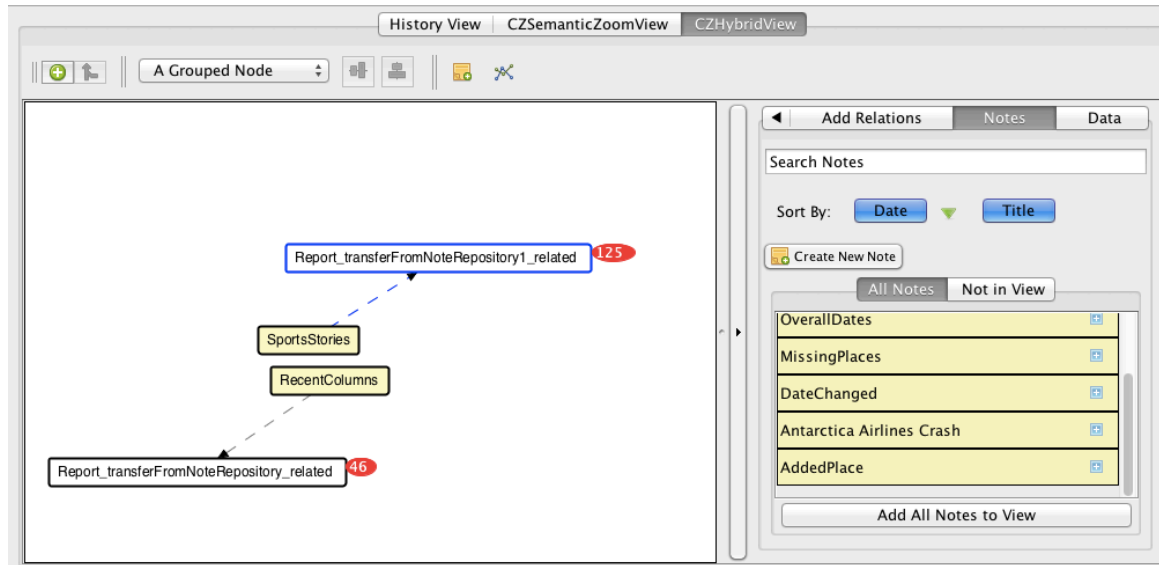 History View
CZSemanticZoomView
CZHybridView
A Grouped Node
Add Relations
Notes
Data
Search Notes
Sort By:
Date
Title
Create New Note
All Notes
Not in View
OverallDates
MissingPlaces
DateChanged
Antarctica Airlines Crash
AddedPlace
Add All Notes to View
Report_transferFromNoteRepository1_related
125
SportsStories
RecentColumns
Report_transferFromNoteRepository_related
46